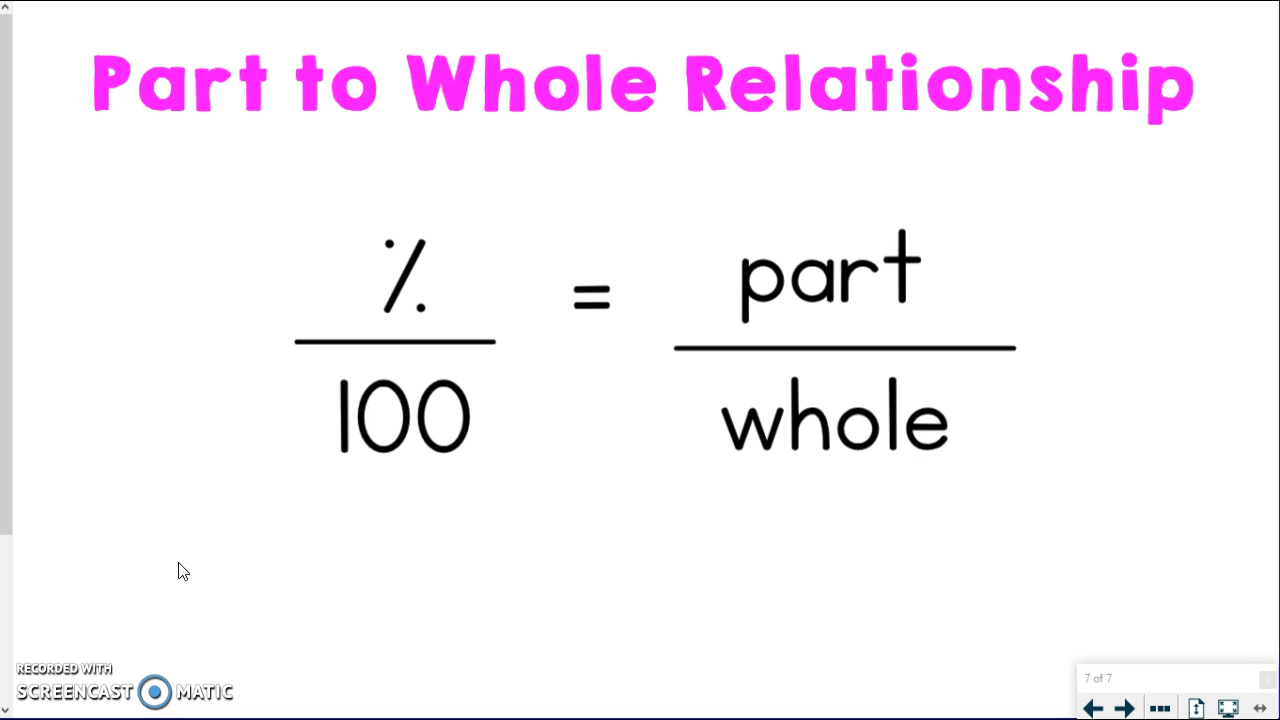 Part to Whole Relationship
% = part
100 whole
RECORDED WITH
SCREENCAST MATIC
7 of 7